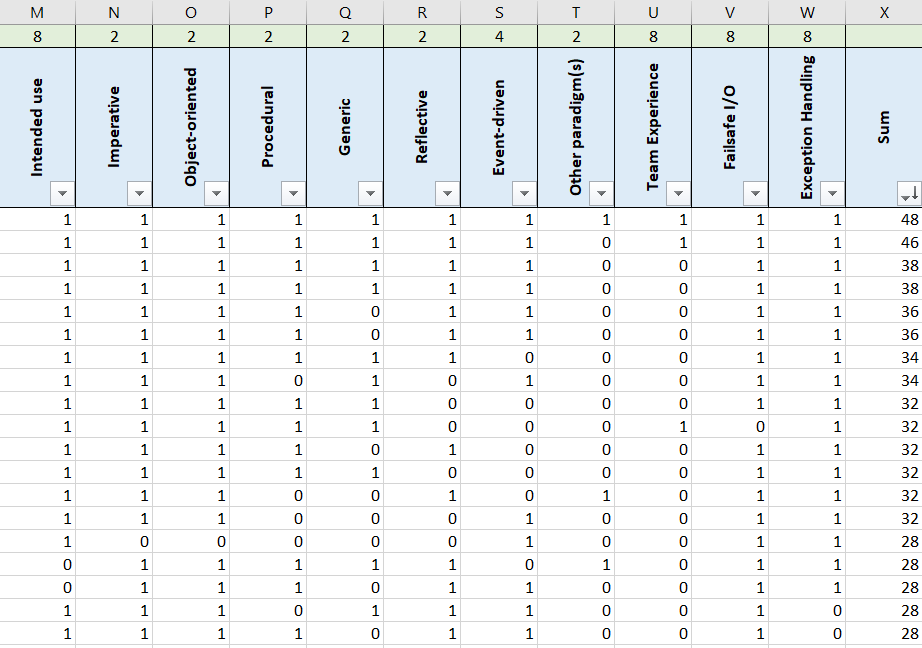 M N O P Q R S T U V W X
8 2 2 2 2 2 4 2 8 8 8
Intended use Imperative Object-oriented Procedural Generic Reflective Event-driven Other paradigm(s) Team Experience Failsafe I/O Exception Handling Sum
1 1 1 1 1 1 1 1 1 1 1 48
1 1 1 1 1 1 1 0 1 1 1 46
1 1 1 1 1 1 1 0 0 1 1 38
1 1 1 1 1 1 1 0 0 1 1 38
1 1 1 1 0 1 1 0 0 1 1 36
1 1 1 1 0 1 1 0 0 1 1 36
1 1 1 1 1 1 0 0 0 1 1 34
1 1 1 0 1 0 1 0 0 1 1 34
1 1 1 1 1 0 0 0 0 1 1 32
1 1 1 1 1 0 0 0 1 0 1 32
1 1 1 1 0 1 0 0 0 1 1 32
1 1 1 1 1 0 0 0 0 1 1 32
1 1 1 0 0 1 0 1 0 1 1 32
1 1 1 0 0 0 1 0 0 1 1 32
1 0 0 0 0 0 1 0 0 1 1 28
0 1 1 1 1 1 0 1 0 1 1 28
0 1 1 1 0 1 1 0 0 1 1 28
1 1 1 0 1 1 1 0 0 1 0 28
1 1 1 1 0 1 1 0 0 1 0 28